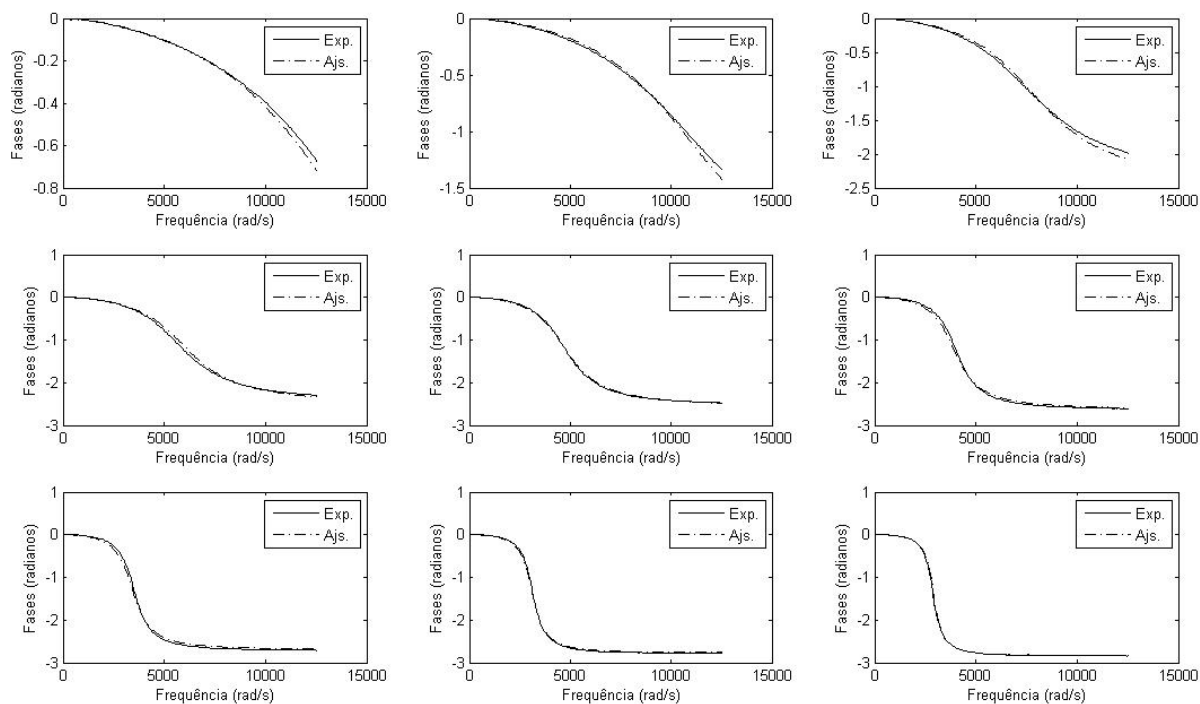 0
-0.2
-0.4
-0.6
-0.8
Fases (radianos)
Exp.
Ajs.
0 5000 10000 15000
Frequência (rad/s)
0
-0.5
-1
-1.5
Fases (radianos)
Exp.
Ajs.
0 5000 10000 15000
Frequência (rad/s)
0
-0.5
-1
-1.5
-2
-2.5
Fases (radianos)
Exp.
Ajs.
0 5000 10000 15000
Frequência (rad/s)
1
0
-1
-2
-3
Fases (radianos)
Exp.
Ajs.
0 5000 10000 15000
Frequência (rad/s)
1
0
-1
-2
-3
Fases (radianos)
Exp.
Ajs.
0 5000 10000 15000
Frequência (rad/s)
1
0
-1
-2
-3
Fases (radianos)
Exp.
Ajs.
0 5000 10000 15000
Frequência (rad/s)
1
0
-1
-2
-3
Fases (radianos)
Exp.
Ajs.
0 5000 10000 15000
Frequência (rad/s)
1
0
-1
-2
-3
Fases (radianos)
Exp.
Ajs.
0 5000 10000 15000
Frequência (rad/s)
1
0
-1
-2
-3
Fases (radianos)
Exp.
Ajs.
0 5000 10000 15000
Frequência (rad/s)